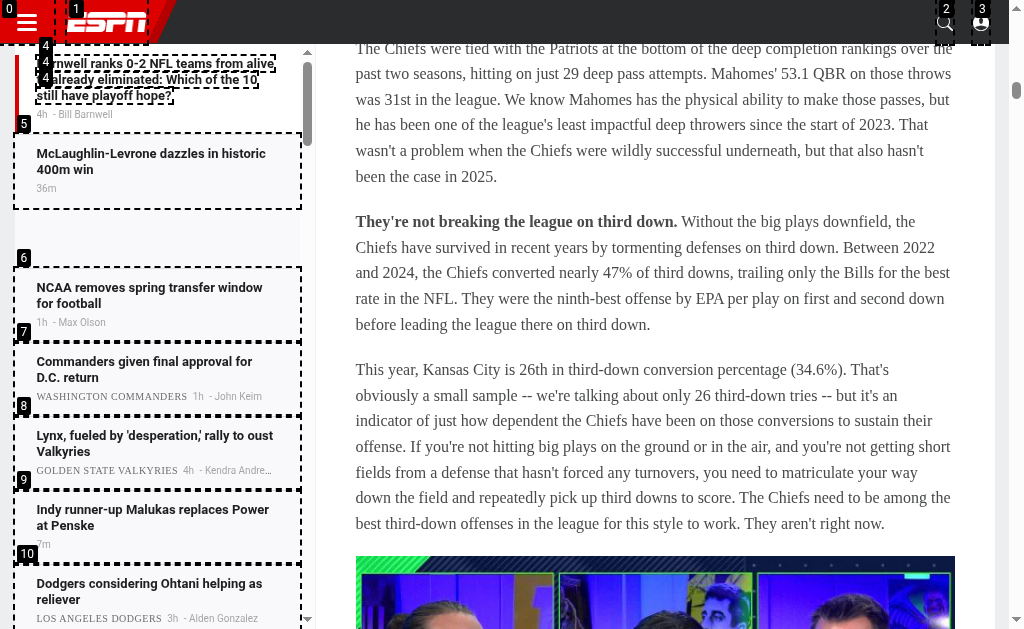 0
1
ESPN
2
3
4
4
4
rnwell ranks 0-2 NFL teams from alive
already eliminated: Which of the 10
still have playoff hope?
4h - Bill Barnwell
5
McLaughlin-Levrone dazzles in historic
400m win
36m
6
NCAA removes spring transfer window
for football
1h - Max Olson
7
Commanders given final approval for
D.C. return
WASHINGTON COMMANDERS 1h - John Keim
8
Lynx, fueled by 'desperation,' rally to oust
Valkyries
GOLDEN STATE VALKYRIES 4h - Kendra Andre...
9
Indy runner-up Malukas replaces Power
at Penske
7m
10
Dodgers considering Ohtani helping as
reliever
LOS ANGELES DODGERS 3h - Alden Gonzalez
The Chiefs were tied with the Patriots at the bottom of the deep completion rankings over the
past two seasons, hitting on just 29 deep pass attempts. Mahomes' 53.1 QBR on those throws
was 31st in the league. We know Mahomes has the physical ability to make those passes, but
he has been one of the league's least impactful deep throwers since the start of 2023. That
wasn't a problem when the Chiefs were wildly successful underneath, but that also hasn't
been the case in 2025.
They're not breaking the league on third down. Without the big plays downfield, the
Chiefs have survived in recent years by tormenting defenses on third down. Between 2022
and 2024, the Chiefs converted nearly 47% of third downs, trailing only the Bills for the best
rate in the NFL. They were the ninth-best offense by EPA per play on first and second down
before leading the league there on third down.
This year, Kansas City is 26th in third-down conversion percentage (34.6%). That's
obviously a small sample -- we're talking about only 26 third-down tries -- but it's an
indicator of just how dependent the Chiefs have been on those conversions to sustain their
offense. If you're not hitting big plays on the ground or in the air, and you're not getting short
fields from a defense that hasn't forced any turnovers, you need to matriculate your way
down the field and repeatedly pick up third downs to score. The Chiefs need to be among the
best third-down offenses in the league for this style to work. They aren't right now.